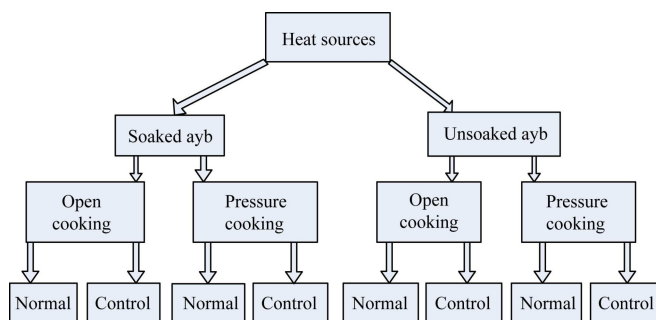 Heat sources
Soaked ayb
Unsoaked ayb
Open
cooking
Pressure
cooking
Open
cooking
Pressure
cooking
Normal
Control
Normal
Control
Normal
Control
Normal
Control